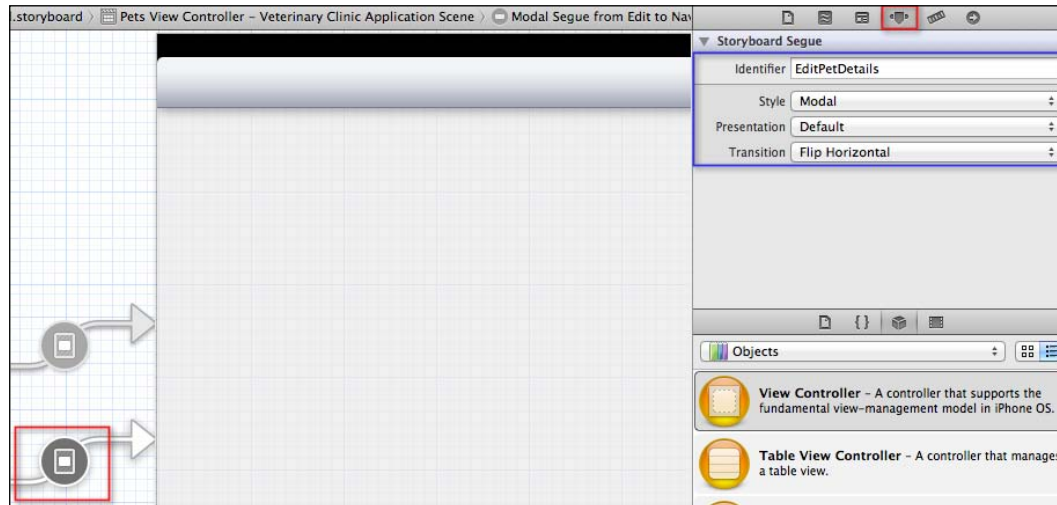 l.storyboard Pets View Controller – Veterinary Clinic Application Scene Modal Segue from Edit to Nav
Storyboard Segue
Identifier EditPetDetails
Style Modal
Presentation Default
Transition Flip Horizontal
{}
Objects
View Controller – A controller that supports the
fundamental view-management model in iPhone OS.
Table View Controller – A controller that manages
a table view.